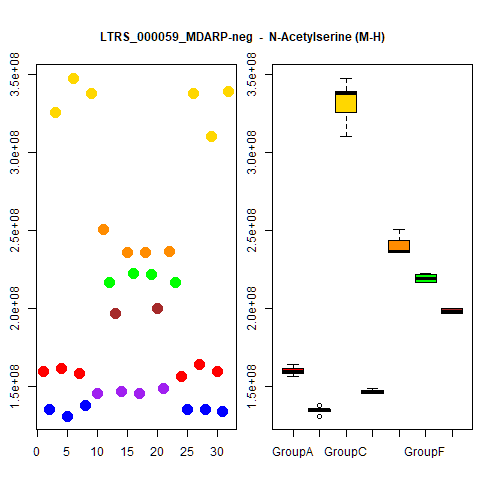 LTRS_000059_MDARP-neg - N-Acetylserine (M-H)
3.5e+08
3.0e+08
2.5e+08
2.0e+08
1.5e+08
0 5 10 15 20 25 30
3.5e+08
3.0e+08
2.5e+08
2.0e+08
1.5e+08
GroupA GroupC GroupF